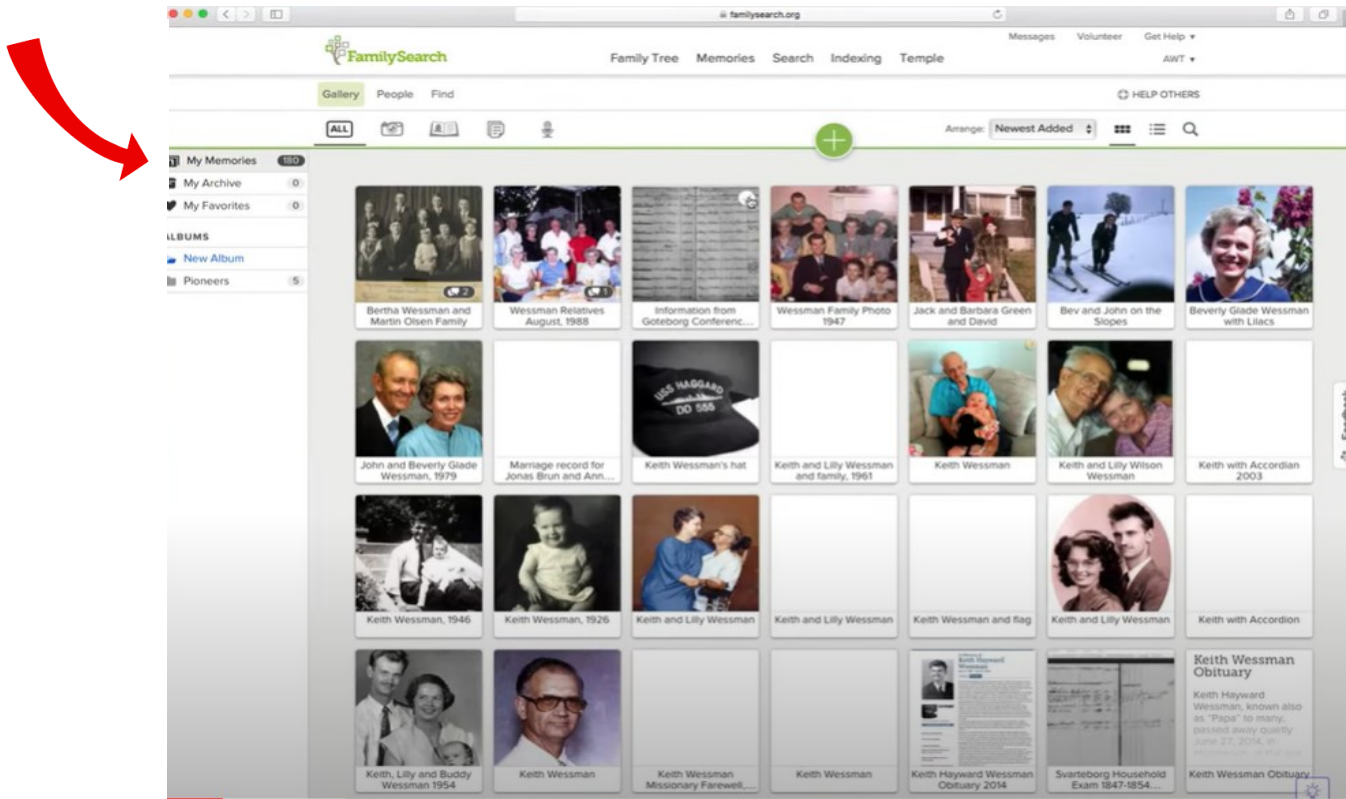 familysearch.org
Messages Volunteer Get Help
FamilySearch
Family Tree Memories Search Indexing Temple
AWT
Gallery People Find
HELP OTHERS
ALL
Arrange: Newest Added
My Memories 180
My Archive 0
My Favorites 0
ALBUMS
New Album
Pioneers 5
2
1
Bertha Wessman and
Martin Olsen Family
Wessman Relatives
August, 1988
Information from
Goteborg Conferenc...
Wessman Family Photo
1947
Jack and Barbara Green
and David
Bev and John on the
Slopes
Beverly Glade Wessman
with Lilacs
USS HAGGARD
DD 555
John and Beverly Glade
Wessman, 1979
Marriage record for
Jonas Brun and Ann...
Keith Wessman's hat
Keith and Lilly Wessman
and family, 1961
Keith Wessman
Keith and Lilly Wilson
Wessman
Keith with Accordian
2003
Feedback
Keith Wessman, 1946
Keith Wessman, 1926
Keith and Lilly Wessman
Keith and Lilly Wessman
Keith Wessman and flag
Keith and Lilly Wessman
Keith with Accordion
Keith Hayward
Wessman
Keith Wessman
Obituary
Keith Hayward
Wessman, known also
as "Papa" to many,
passed away quietly
June 27, 2014, in
Keith, Lilly and Buddy
Wessman 1954
Keith Wessman
Keith Wessman
Missionary Farewell,...
Keith Wessman
Keith Hayward Wessman
Obituary 2014
Svarteborg Household
Exam 1847-1854...
Keith Wessman Obituary